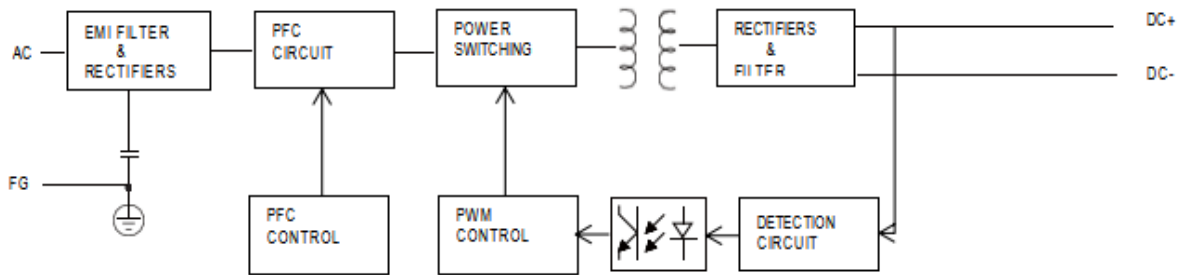 AC
EMI FILTER
&
RECTIFIERS
PFC
CIRCUIT
POWER
SWITCHING
RECTIFIERS
&
FILTER
DC+
DC-
FG
PFC
CONTROL
PWM
CONTROL
DETECTION
CIRCUIT